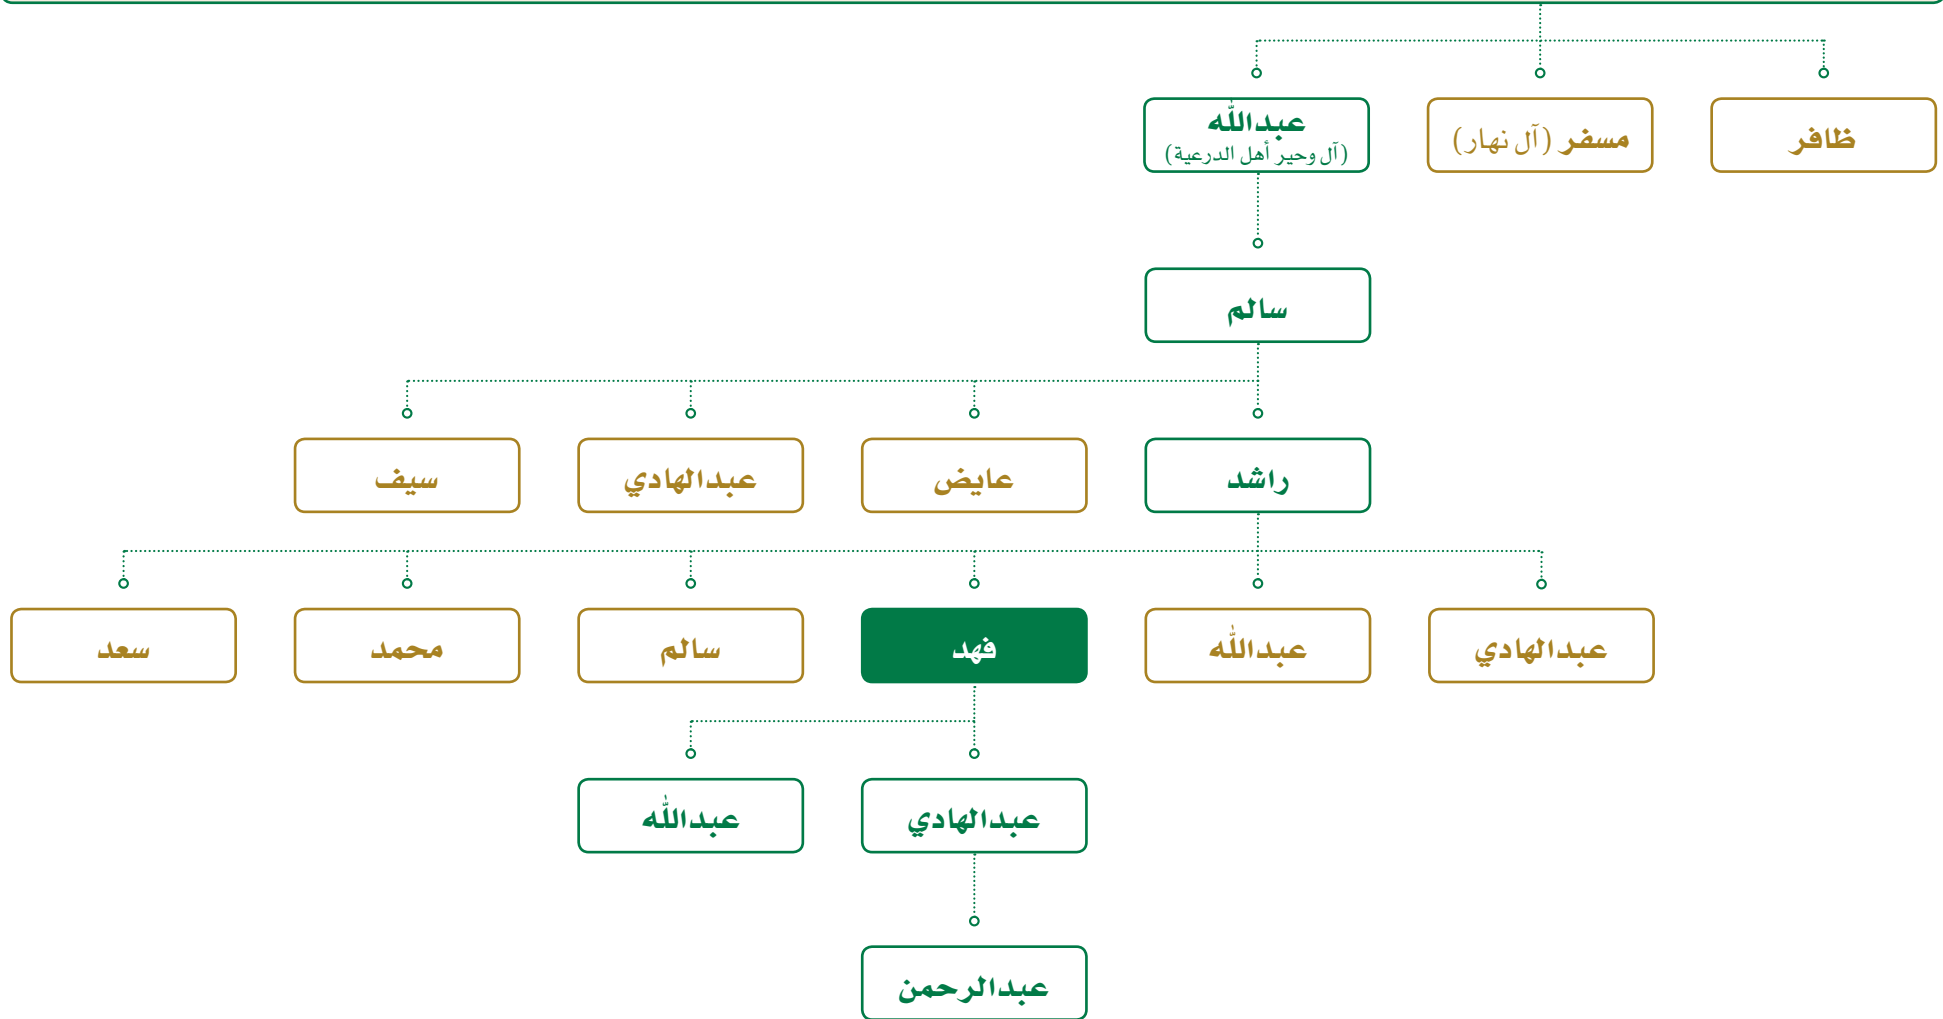 ظافر
مسفر (آل نهار)
عبدالله
(آل وحير أهل الدرعية)
سالم
راشد
عايض
عبدالهادي
سيف
عبدالهادي
عبدالله
فهد
سالم
محمد
سعد
عبدالهادي
عبدالله
عبدالرحمن